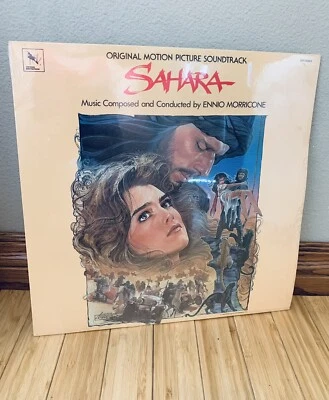 ORIGINAL MOTION PICTURE SOUNDTRACK
SAHARA
Music Composed and Conducted by ENNIO MORRICONE